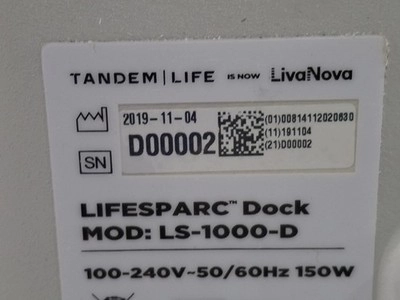 TANDEM|LIFE IS NOW LivaNova
2019-11-04
(01)00814112020630
D00002
(11)191104
(21)D00002
SN
LIFESPARC™ Dock
MOD: LS-1000-D
100-240V~50/60Hz 150W